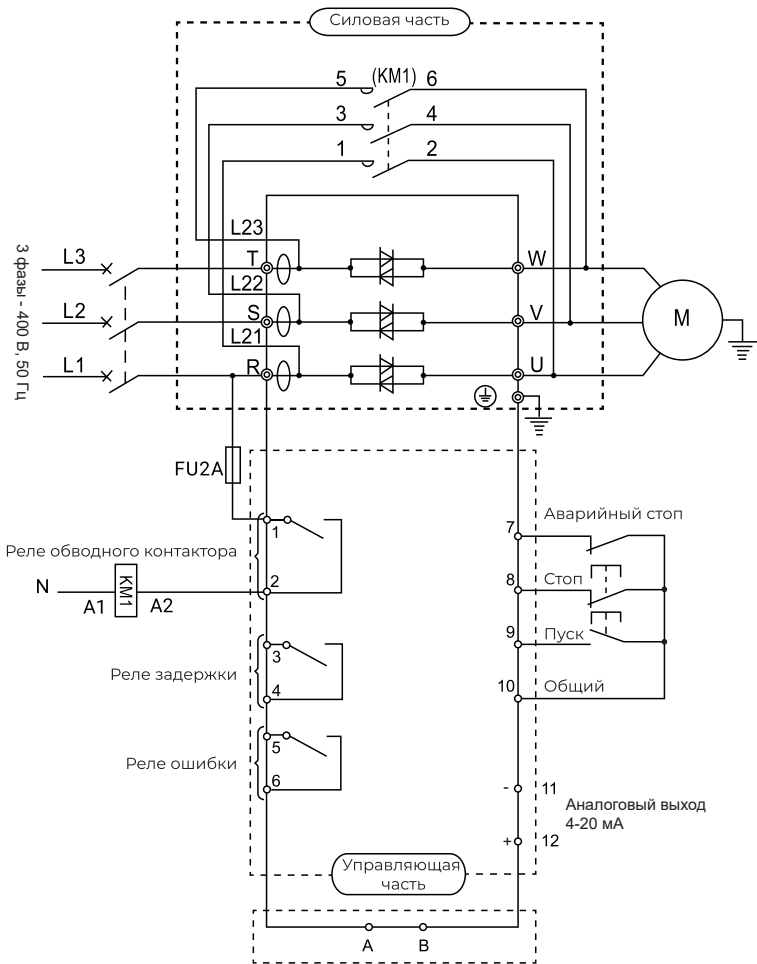 Силовая часть
5 (KM1) 6
3 4
1 2
L23
L3 T W
L22
L2 S V M
L21
L1 R U
3 фазы - 400 В, 50 Гц
FU2A
1
Реле обводного контактора
2
N A1 KM1 A2
3
Реле задержки
4
5
Реле ошибки
6
7 Аварийный стоп
8 Стоп
9 Пуск
10 Общий
- 11
Аналоговый выход
4-20 мА
+ 12
Управляющая
часть
A B